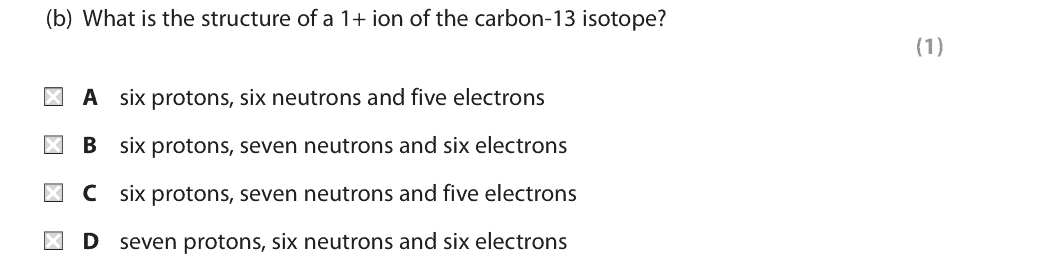 (b) What is the structure of a 1+ ion of the carbon-13 isotope?
(1)
A six protons, six neutrons and five electrons
B six protons, seven neutrons and six electrons
C six protons, seven neutrons and five electrons
D seven protons, six neutrons and six electrons